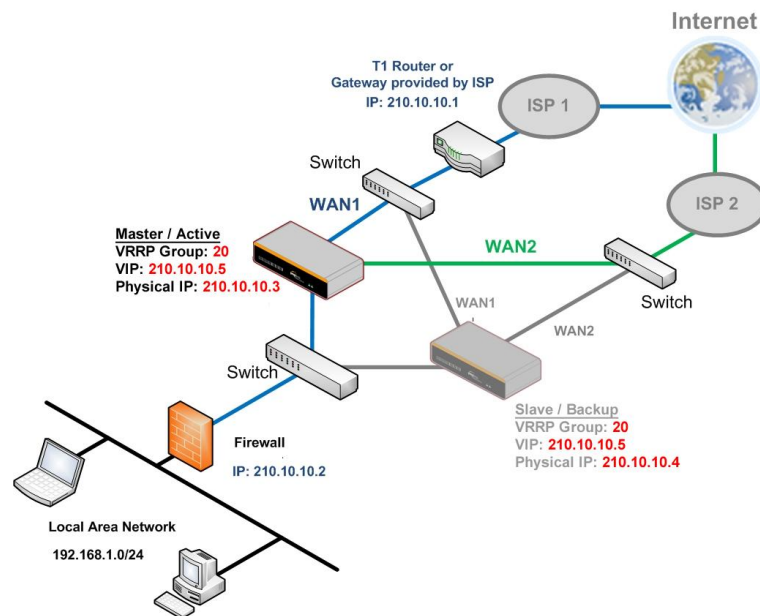 Internet
T1 Router or
Gateway provided by ISP
IP: 210.10.10.1
ISP 1
Switch
WAN1
ISP 2
Master / Active
VRRP Group: 20
VIP: 210.10.10.5
Physical IP: 210.10.10.3
WAN2
Switch
WAN1
WAN2
Switch
Slave / Backup
VRRP Group: 20
VIP: 210.10.10.5
Physical IP: 210.10.10.4
Firewall
IP: 210.10.10.2
Local Area Network
192.168.1.0/24